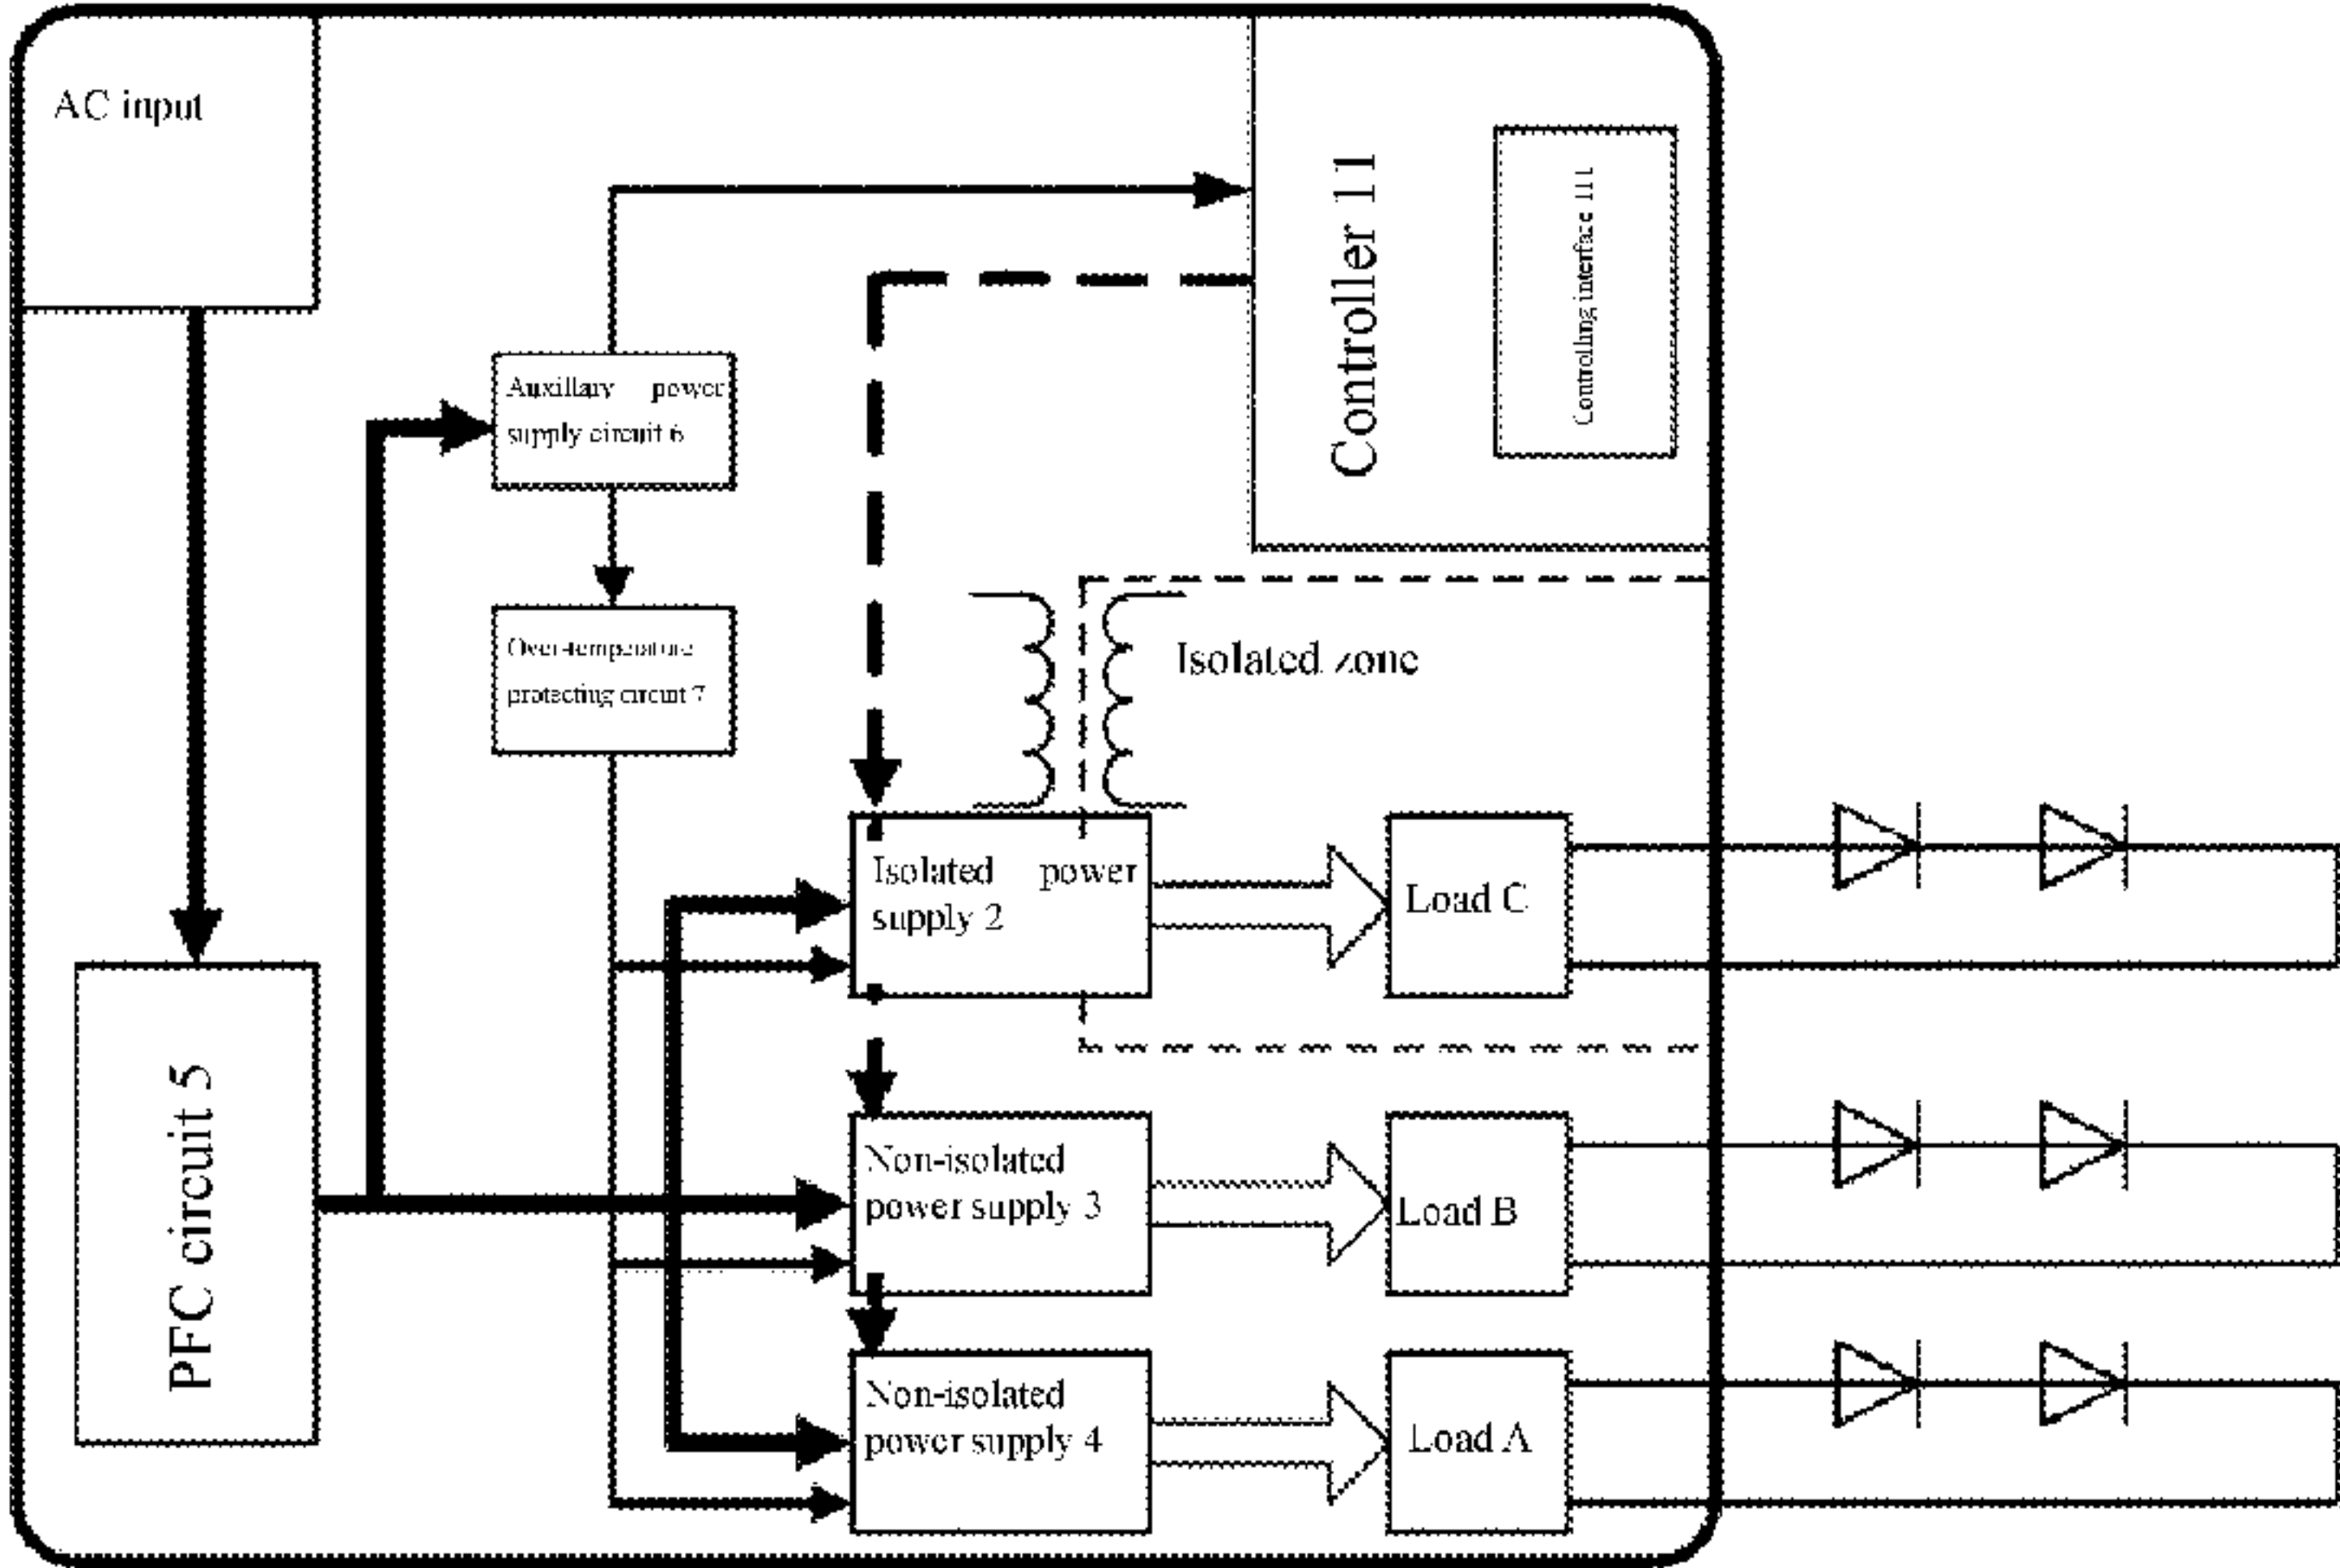 AC input
Controller 11
Controlling interface 111
Auxillary power
supply circuit 6
Over-temperature
protecting circuit 7
Isolated zone
Isolated power
supply 2
Load C
PFC circuit 5
Non-isolated
power supply 3
Load B
Non-isolated
power supply 4
Load A